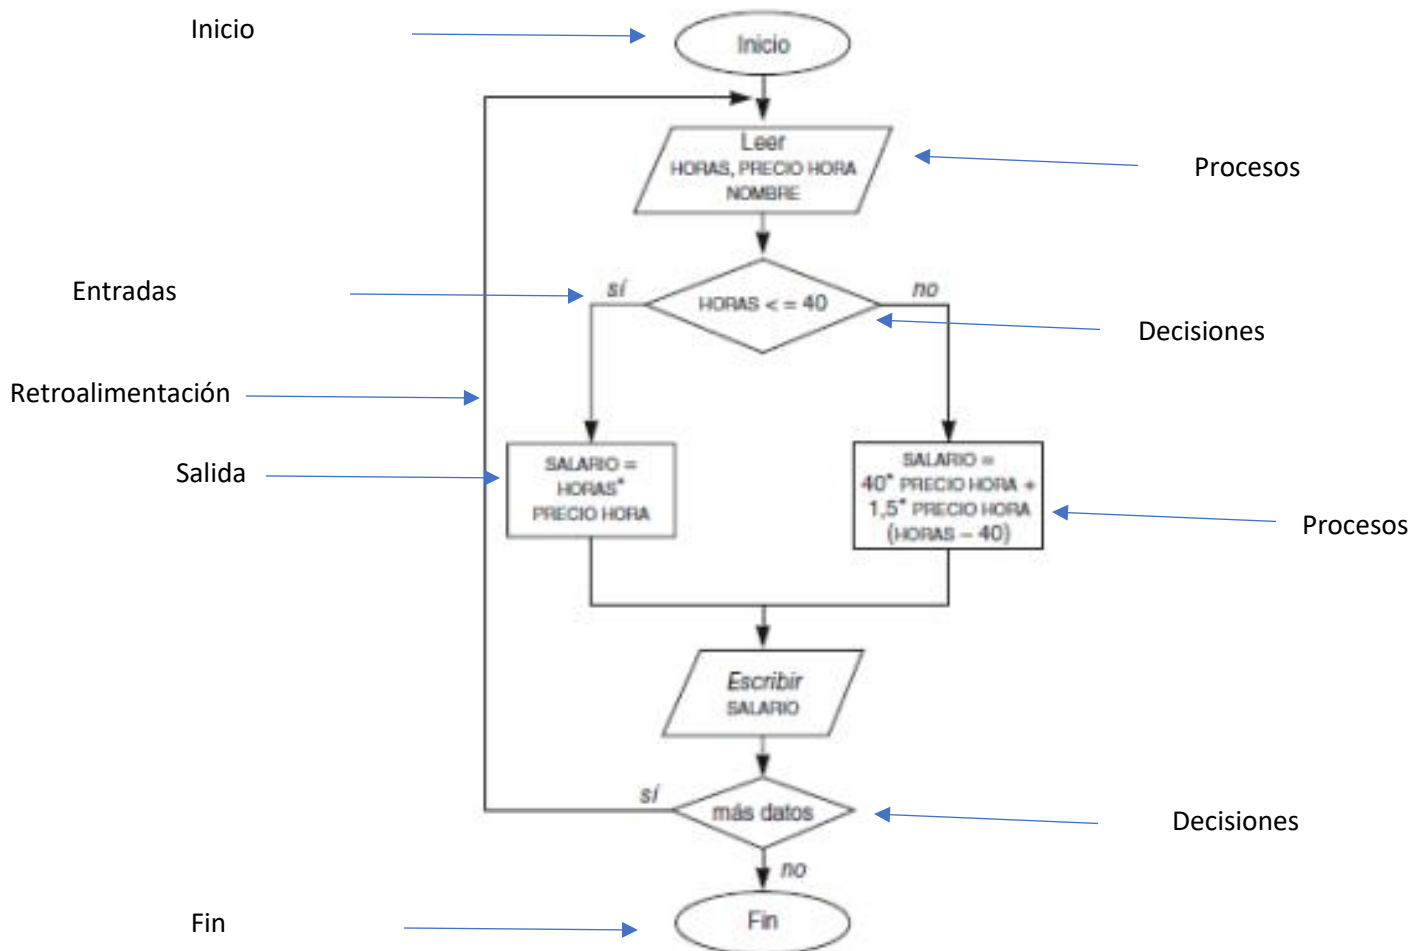 Inicio
Inicio
Leer
HORAS, PRECIO HORA
NOMBRE
Procesos
Entradas
sí
HORAS < = 40
no
Decisiones
Retroalimentación
Salida
SALARIO =
HORAS*
PRECIO HORA
SALARIO =
40* PRECIO HORA +
1,5* PRECIO HORA
(HORAS – 40)
Procesos
Escribir
SALARIO
sí
más datos
Decisiones
no
Fin
Fin